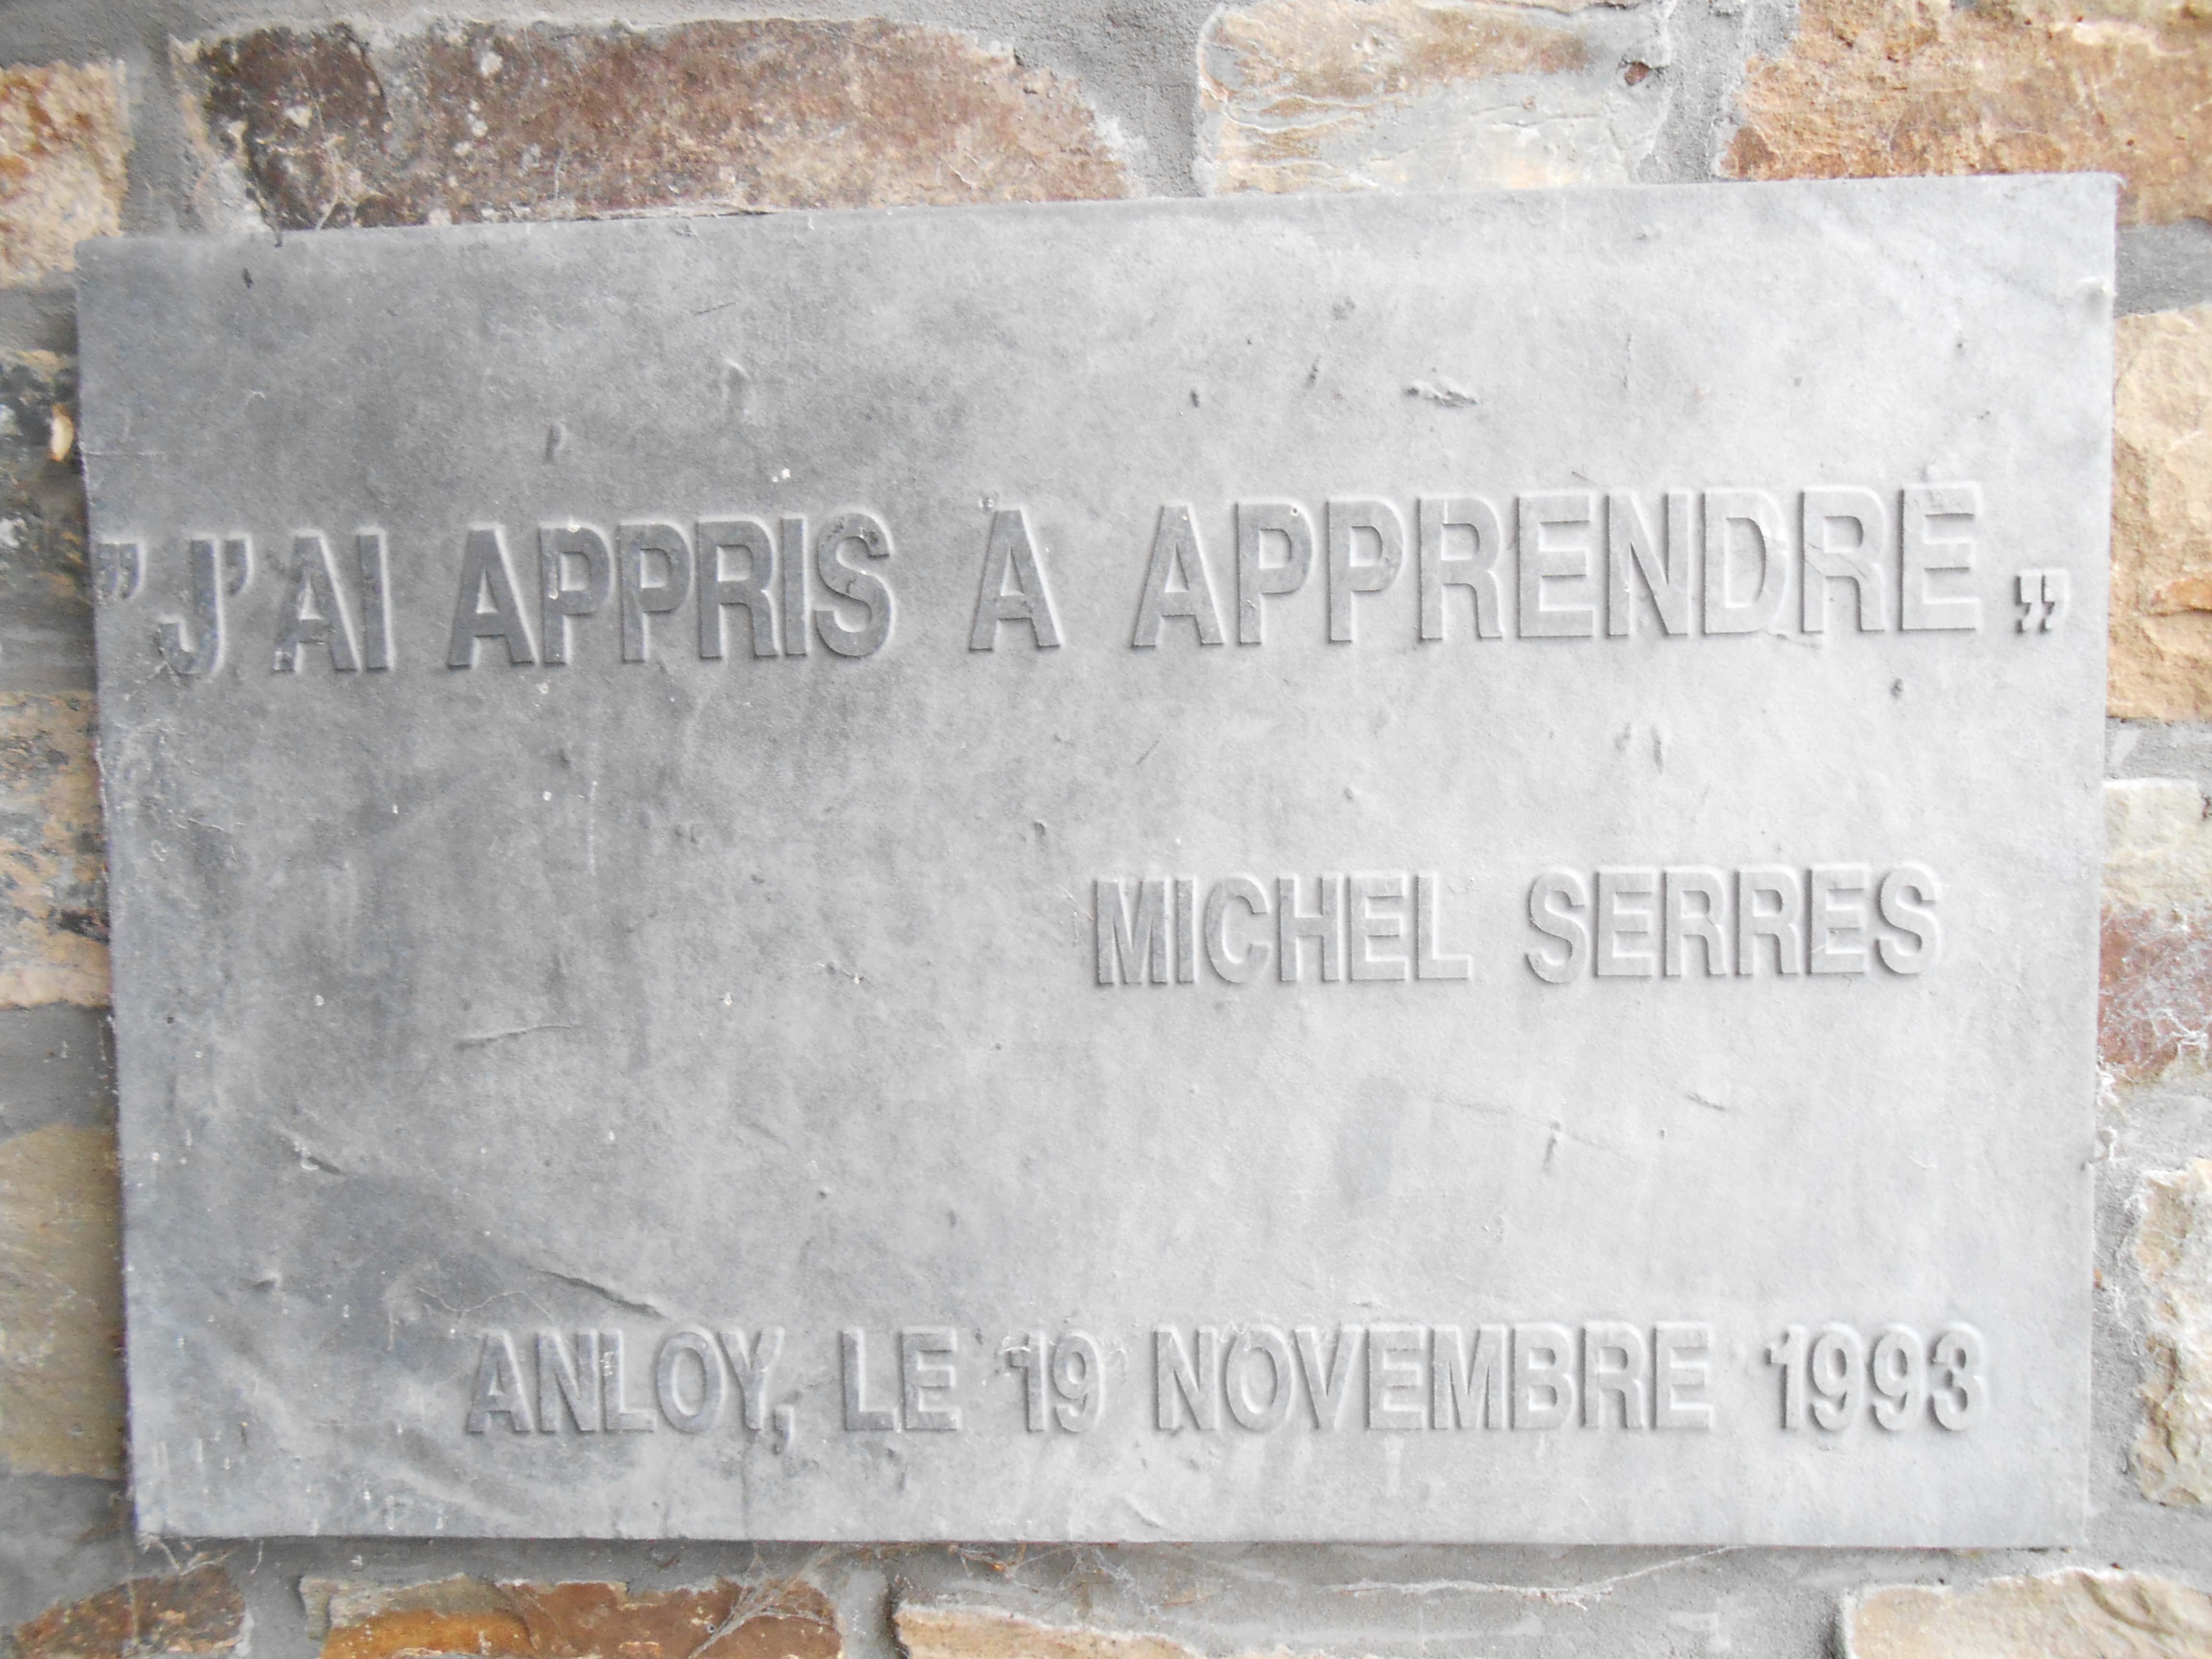 "J'AI APPRIS À APPRENDRE„
MICHEL SERRES
ANLOY, LE 19 NOVEMBRE 1993